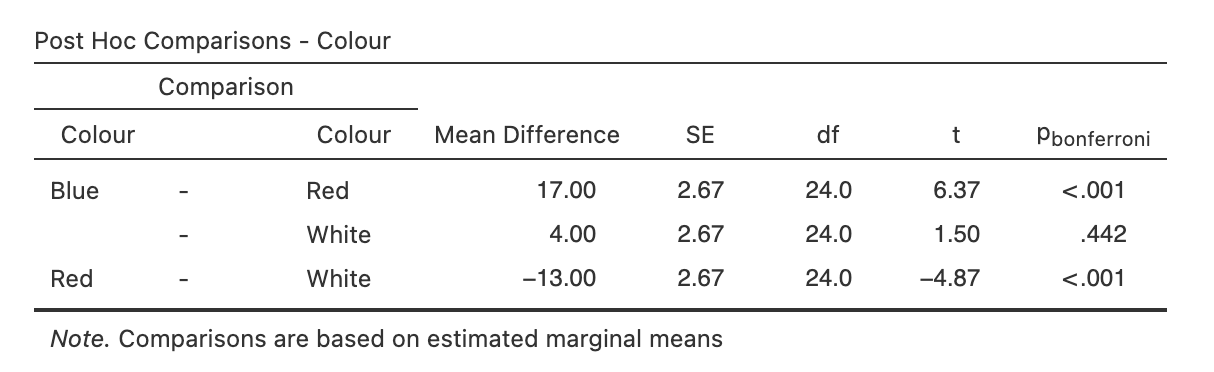 Post Hoc Comparisons - Colour
Comparison
Colour Colour Mean Difference SE df t pbonferroni
Blue - Red 17.00 2.67 24.0 6.37 <.001
- White 4.00 2.67 24.0 1.50 .442
Red - White −13.00 2.67 24.0 −4.87 <.001
Note. Comparisons are based on estimated marginal means